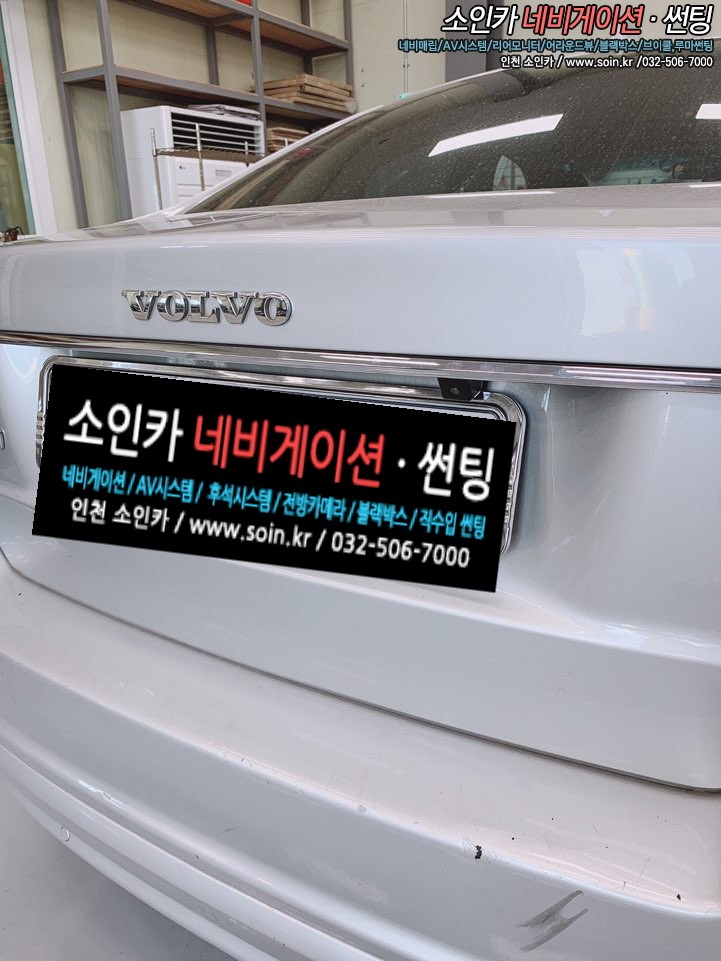 소인카 네비게이션 · 썬팅
네비매립/AV시스템/리어모니터/어라운드뷰/블랙박스/브이쿨,루마썬팅
인천 소인카 / www.soin.kr /032-506-7000
VOLVO
소인카 네비게이션 · 썬팅
네비게이션 / AV시스템 / 후석시스템 / 전방카메라 / 블랙박스 / 직수입 썬팅
인천 소인카 / www.soin.kr / 032-506-7000